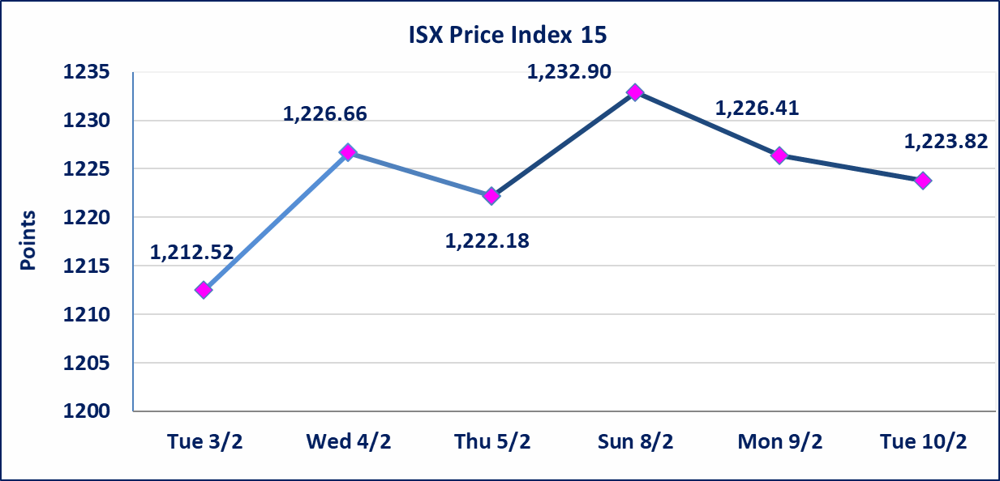 ISX Price Index 15
Points
1235
1230
1225
1220
1215
1210
1205
1200
1,212.52
1,226.66
1,222.18
1,232.90
1,226.41
1,223.82
Tue 3/2
Wed 4/2
Thu 5/2
Sun 8/2
Mon 9/2
Tue 10/2